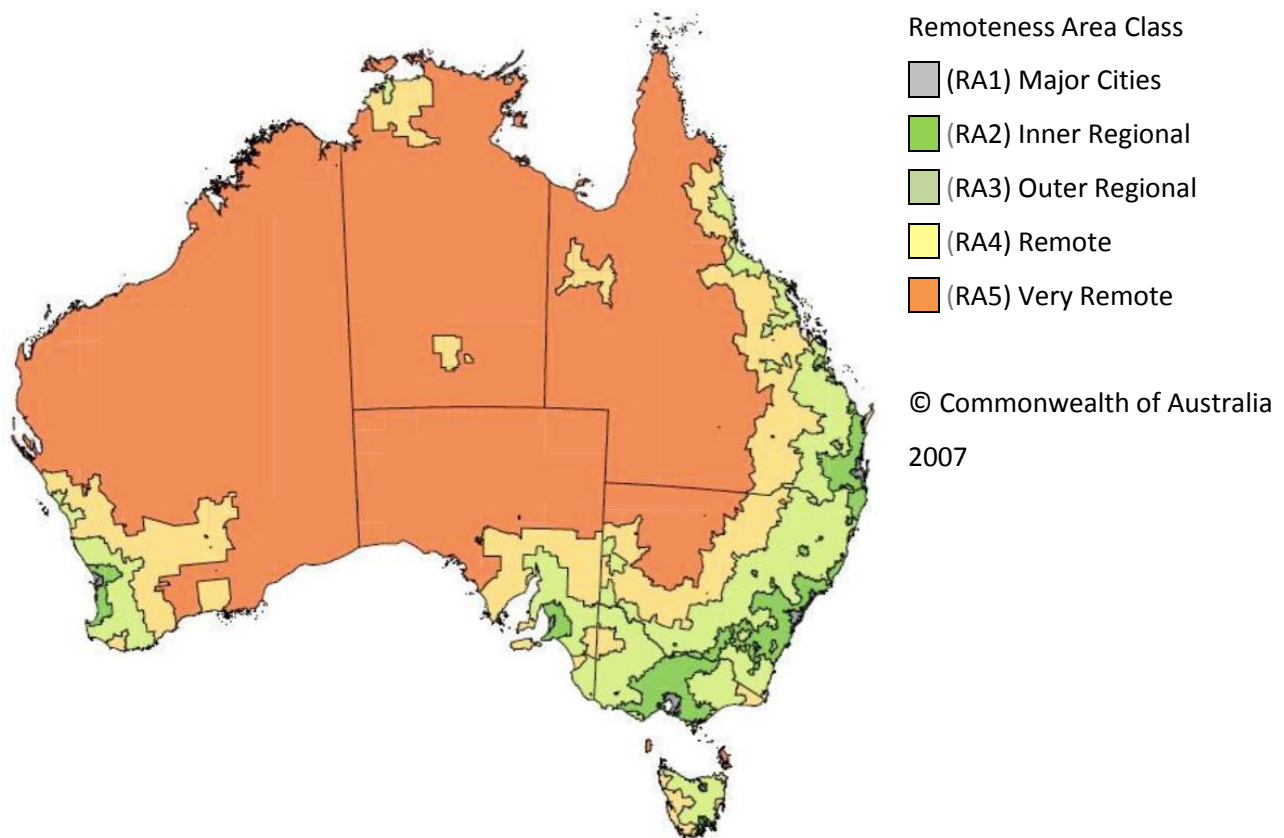 Remoteness Area Class
(RA1) Major Cities
(RA2) Inner Regional
(RA3) Outer Regional
(RA4) Remote
(RA5) Very Remote
© Commonwealth of Australia
2007